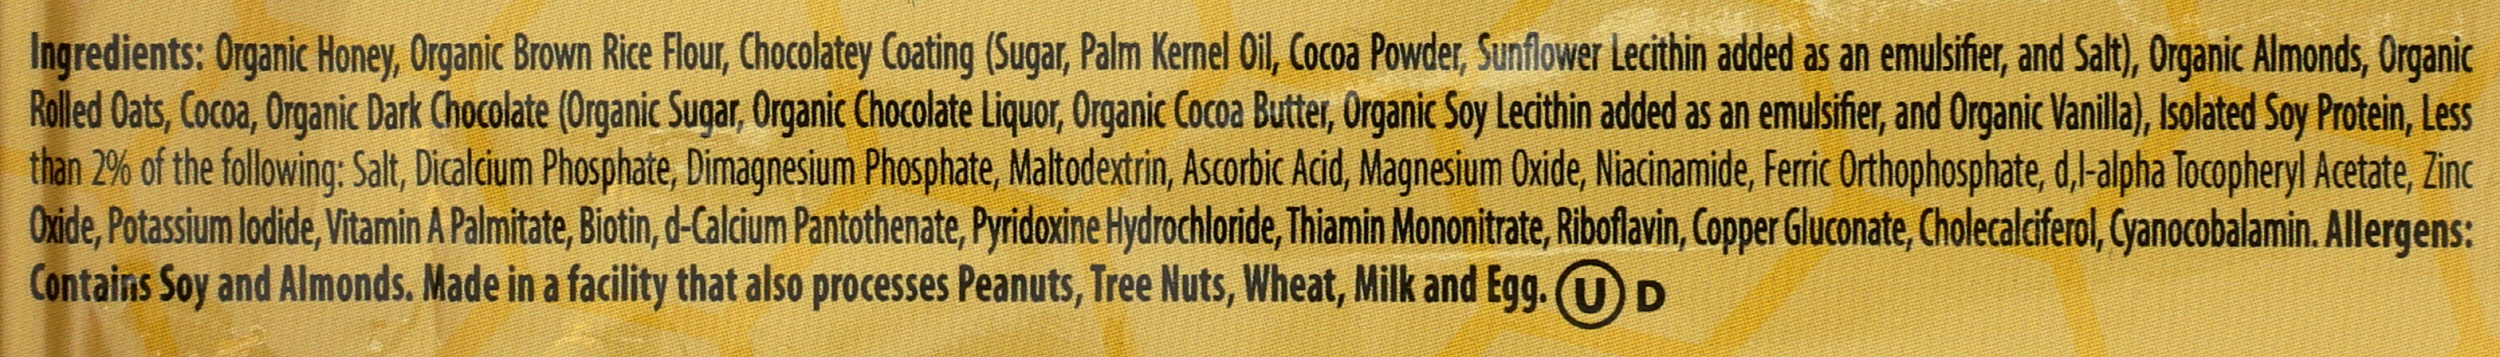 Ingredients: Organic Honey, Organic Brown Rice Flour, Chocolatey Coating (Sugar, Palm Kernel Oil, Cocoa Powder, Sunflower Lecithin added as an emulsifier, and Salt), Organic Almonds, Organic
Rolled Oats, Cocoa, Organic Dark Chocolate (Organic Sugar, Organic Chocolate Liquor, Organic Cocoa Butter, Organic Soy Lecithin added as an emulsifier, and Organic Vanilla), Isolated Soy Protein, Less
than 2% of the following: Salt, Dicalcium Phosphate, Dimagnesium Phosphate, Maltodextrin, Ascorbic Acid, Magnesium Oxide, Niacinamide, Ferric Orthophosphate, d,l-alpha Tocopheryl Acetate, Zinc
Oxide, Potassium Iodide, Vitamin A Palmitate, Biotin, d-Calcium Pantothenate, Pyridoxine Hydrochloride, Thiamin Mononitrate, Riboflavin, Copper Gluconate, Cholecalciferol, Cyanocobalamin. Allergens:
Contains Soy and Almonds. Made in a facility that also processes Peanuts, Tree Nuts, Wheat, Milk and Egg. U D